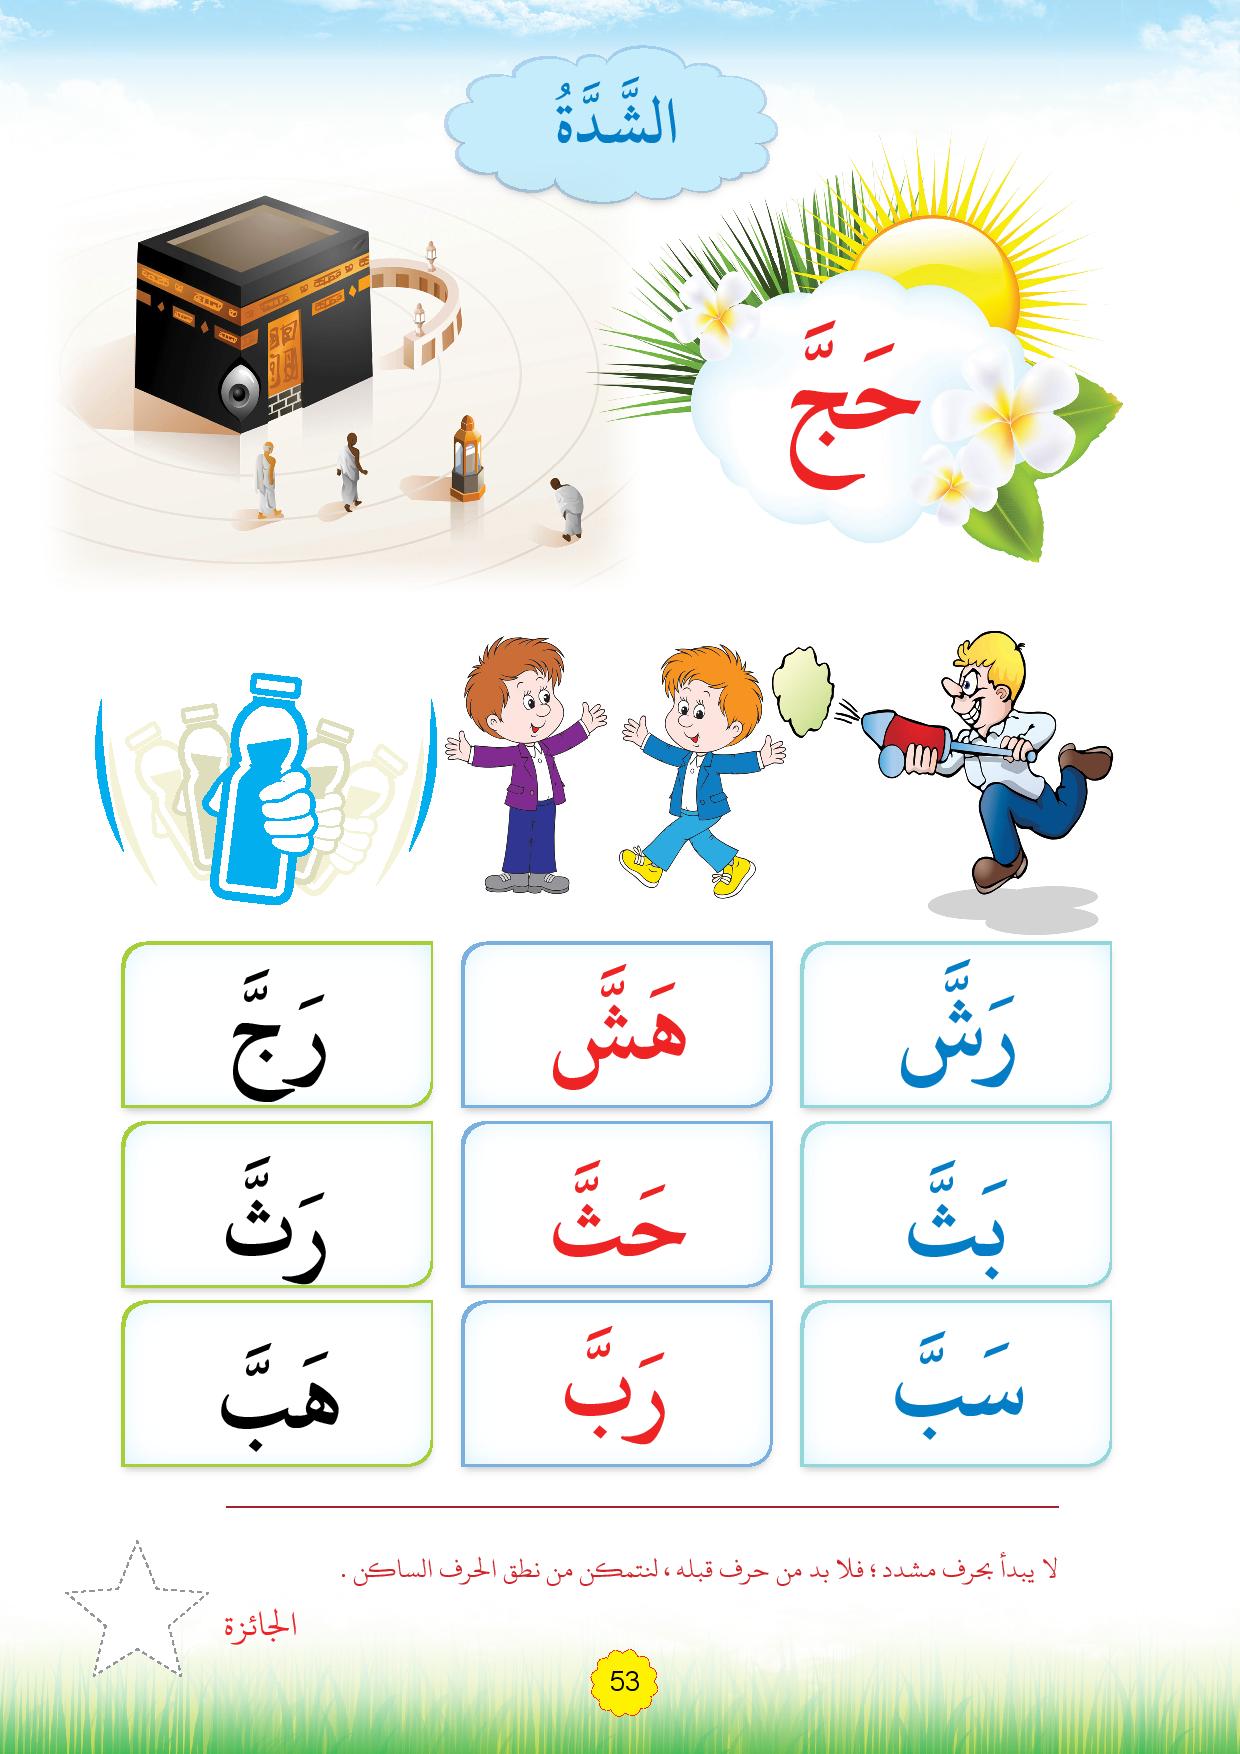 الشَّدَّةُ
حَجَّ
رَشَّ هَشَّ رَجَّ
بَثَّ حَثَّ رَثَّ
سَبَّ رَبَّ هَبَّ
لا يبدأ بحرف مشدد ؛ فلا بد من حرف قبله ، لنتمكن من نطق الحرف الساكن .
الجائزة
53